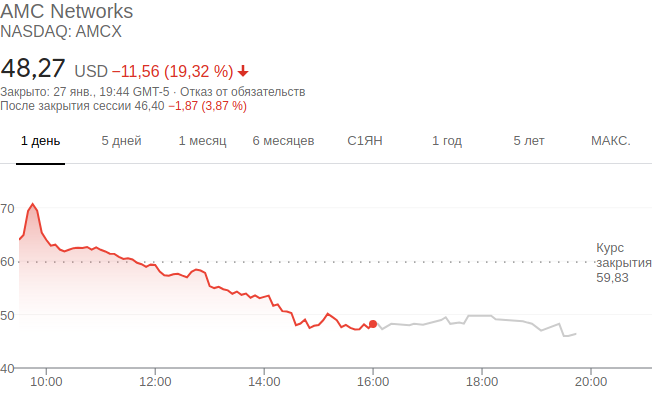 AMC Networks
NASDAQ: AMCX
48,27 USD −11,56 (19,32 %)
Закрыто: 27 янв., 19:44 GMT-5 · Отказ от обязательств
После закрытия сессии 46,40 −1,87 (3,87 %)
1 день 5 дней 1 месяц 6 месяцев С1ЯН 1 год 5 лет МАКС.
70
60
50
40
Курс
закрытия
59,83
10:00 12:00 14:00 16:00 18:00 20:00